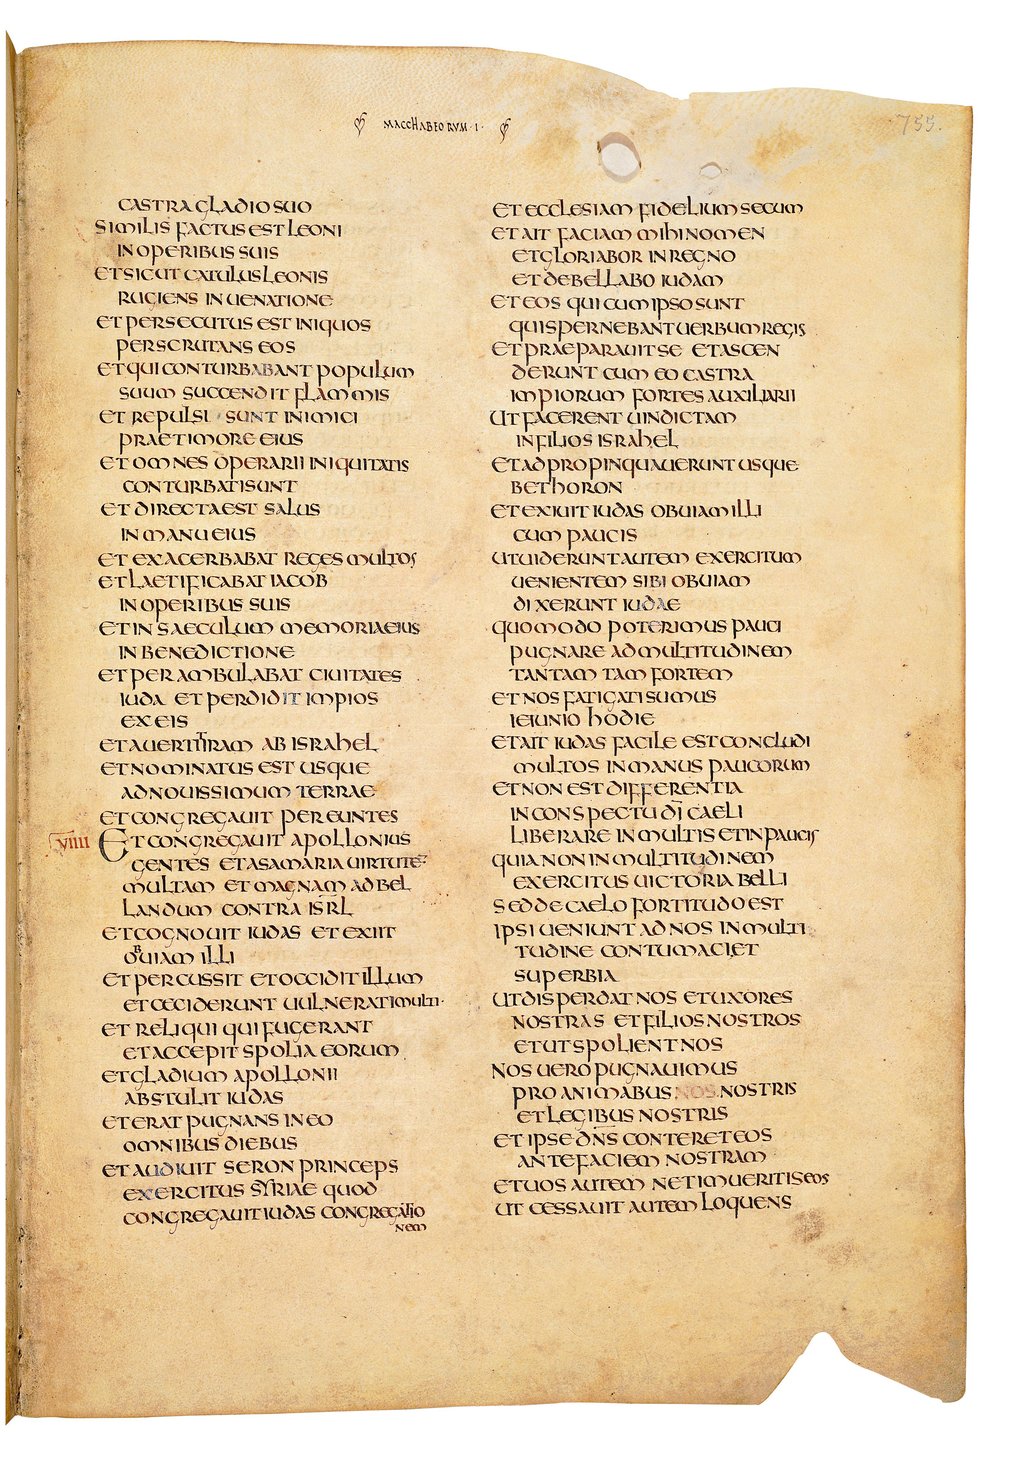 MACCHABEORUM · I ·
755.
CASTRA GLADIO SUO
SIMILIS FACTUS EST LEONI
IN OPERIBUS SUIS
ET SICUT CATULUS LEONIS
RUGIENS IN UENATIONE
ET PERSECUTUS EST INIQUOS
PERSCRUTANS EOS
ET QUI CONTURBABANT POPULUM
SUUM SUCCENDIT FLAMMIS
ET REPULSI SUNT INIMICI
PRAE TIMORE EIUS
ET OMNES OPERARII INIQUITATIS
CONTURBATI SUNT
ET DIRECTA EST SALUS
IN MANU EIUS
ET EXACERBABAT REGES MULTOS
ET LAETIFICABAT IACOB
IN OPERIBUS SUIS
ET IN SAECULUM MEMORIA EIUS
IN BENEDICTIONE
ET PERAMBULABAT CIUITATES
IUDA ET PERDIDIT IMPIOS
EX EIS
ET AUERTIT IRAM AB ISRAHEL
ET NOMINATUS EST USQUE
AD NOUISSIMUM TERRAE
ET CONGREGAUIT PEREUNTES
VIIII ET CONGREGAUIT APOLLONIUS
GENTES ET A SAMARIA UIRTUTE
MULTAM ET MAGNAM AD BEL
LANDUM CONTRA ISRL
ET COGNOUIT IUDAS ET EXIIT
OBUIAM ILLI
ET PERCUSSIT ET OCCIDIT ILLUM
ET CECIDERUNT UULNERATI MULTI
ET RELIQUI QUI FUGERANT
ET ACCEPIT SPOLIA EORUM
ET GLADIUM APOLLONII
ABSTULIT IUDAS
ET ERAT PUGNANS IN EO
OMNIBUS DIEBUS
ET AUDIUIT SERON PRINCEPS
EXERCITUS SYRIAE QUOD
CONGREGAUIT IUDAS CONGREGATIO
NEM
ET ECCLESIAM FIDELIUM SECUM
ET AIT FACIAM MIHI NOMEN
ET GLORIABOR IN REGNO
ET DEBELLABO IUDAM
ET EOS QUI CUM IPSO SUNT
QUI SPERNEBANT UERBUM REGIS
ET PRAEPARAUIT SE ET ASCEN
DERUNT CUM EO CASTRA
IMPIORUM FORTES AUXILIARII
UT FACERENT UINDICTAM
IN FILIOS ISRAHEL
ET ADPROPINQUAUERUNT USQUE
BETHORON
ET EXIUIT IUDAS OBUIAM ILLI
CUM PAUCIS
UT UIDERUNT AUTEM EXERCITUM
UENIENTEM SIBI OBUIAM
DIXERUNT IUDAE
QUOMODO POTERIMUS PAUCI
PUGNARE AD MULTITUDINEM
TANTAM TAM FORTEM
ET NOS FATIGATI SUMUS
IEIUNIO HODIE
ET AIT IUDAS FACILE EST CONCLUDI
MULTOS IN MANUS PAUCORUM
ET NON EST DIFFERENTIA
IN CONSPECTU DI CAELI
LIBERARE IN MULTIS ET IN PAUCIS
QUIA NON IN MULTITUDINEM
EXERCITUS UICTORIA BELLI
SED DE CAELO FORTITUDO EST
IPSI UENIUNT AD NOS IN MULTI
TUDINE CONTUMACI ET
SUPERBIA
UT DISPERDAT NOS ET UXORES
NOSTRAS ET FILIOS NOSTROS
ET UT SPOLIENT NOS
NOS UERO PUGNAUIMUS
PRO ANIMABUS NOSTRIS
ET LEGIBUS NOSTRIS
ET IPSE DNS CONTERET EOS
ANTE FACIEM NOSTRAM
ET UOS AUTEM NE TIMUERITIS EOS
UT CESSAUIT AUTEM LOQUENS